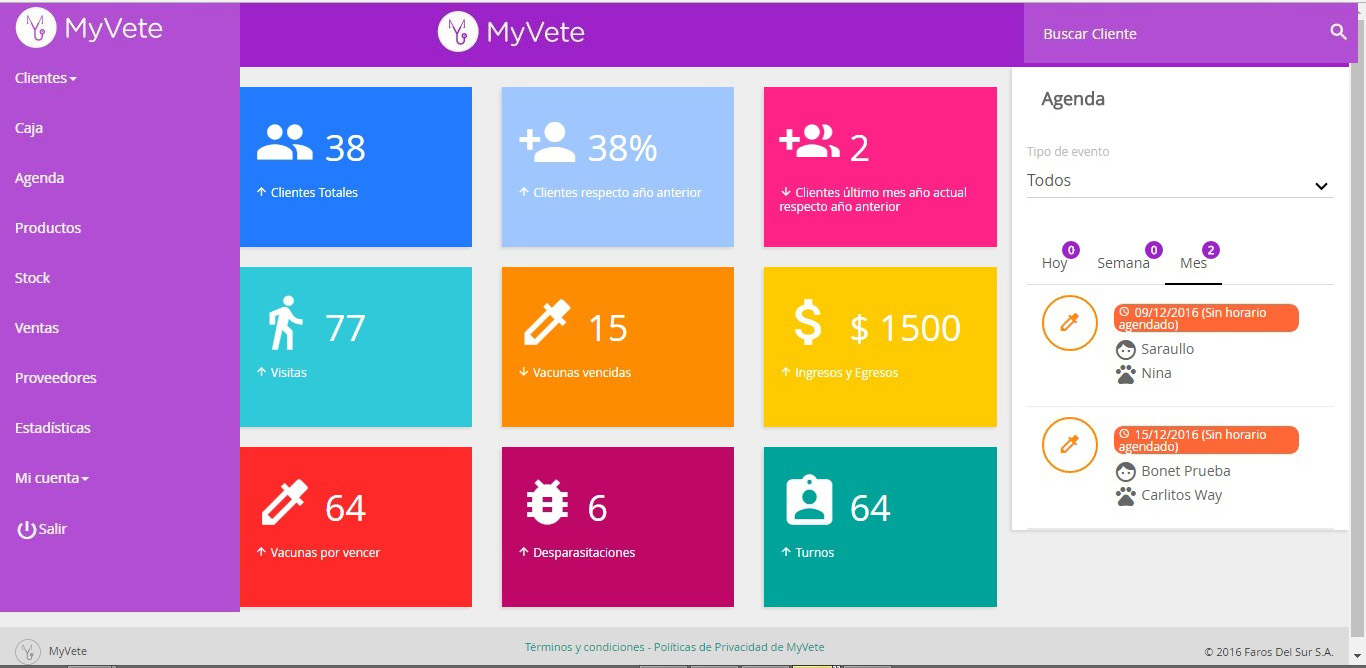 MyVete
Clientes
Caja
Agenda
Productos
Stock
Ventas
Proveedores
Estadísticas
Mi cuenta
Salir
MyVete
Buscar Cliente
38
Clientes Totales
38%
Clientes respecto año anterior
2
Clientes último mes año actual
respecto año anterior
77
Visitas
15
Vacunas vencidas
$ 1500
Ingresos y Egresos
64
Vacunas por vencer
6
Desparasitaciones
64
Turnos
Agenda
Tipo de evento
Todos
Hoy 0 Semana 0 Mes 2
09/12/2016 (Sin horario
agendado)
Saraullo
Nina
15/12/2016 (Sin horario
agendado)
Bonet Prueba
Carlitos Way
MyVete
Términos y condiciones - Políticas de Privacidad de MyVete
© 2016 Faros Del Sur S.A.